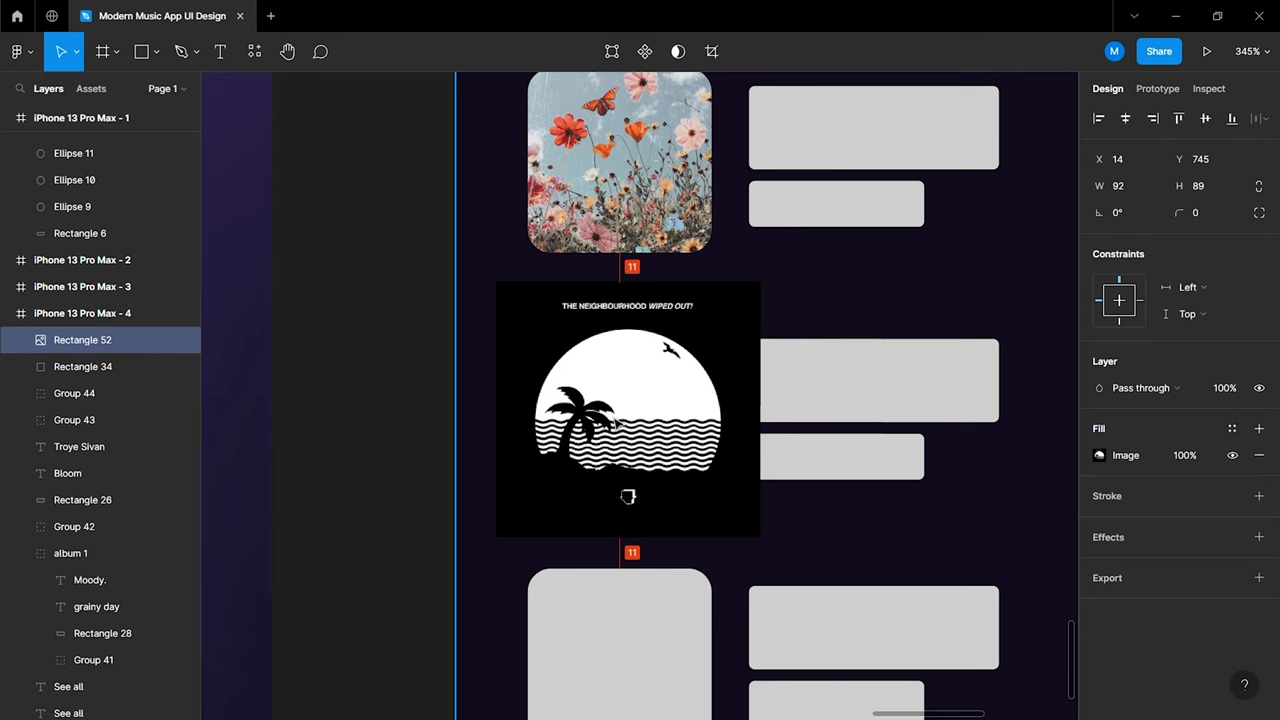 Modern Music App UI Design
M
Share
345%
Layers
Assets
Page 1
iPhone 13 Pro Max - 1
Ellipse 11
Ellipse 10
Ellipse 9
Rectangle 6
iPhone 13 Pro Max - 2
iPhone 13 Pro Max - 3
iPhone 13 Pro Max - 4
Rectangle 52
Rectangle 34
Group 44
Group 43
Troye Sivan
Bloom
Rectangle 26
Group 42
album 1
Moody.
grainy day
Rectangle 28
Group 41
See all
See all
11
THE NEIGHBOURHOOD WIPED OUT!
11
Design
Prototype
Inspect
X 14 Y 745
W 92 H 89
0° 0
Constraints
Left
Top
Layer
Pass through 100%
Fill
Image 100%
Stroke
Effects
Export
?